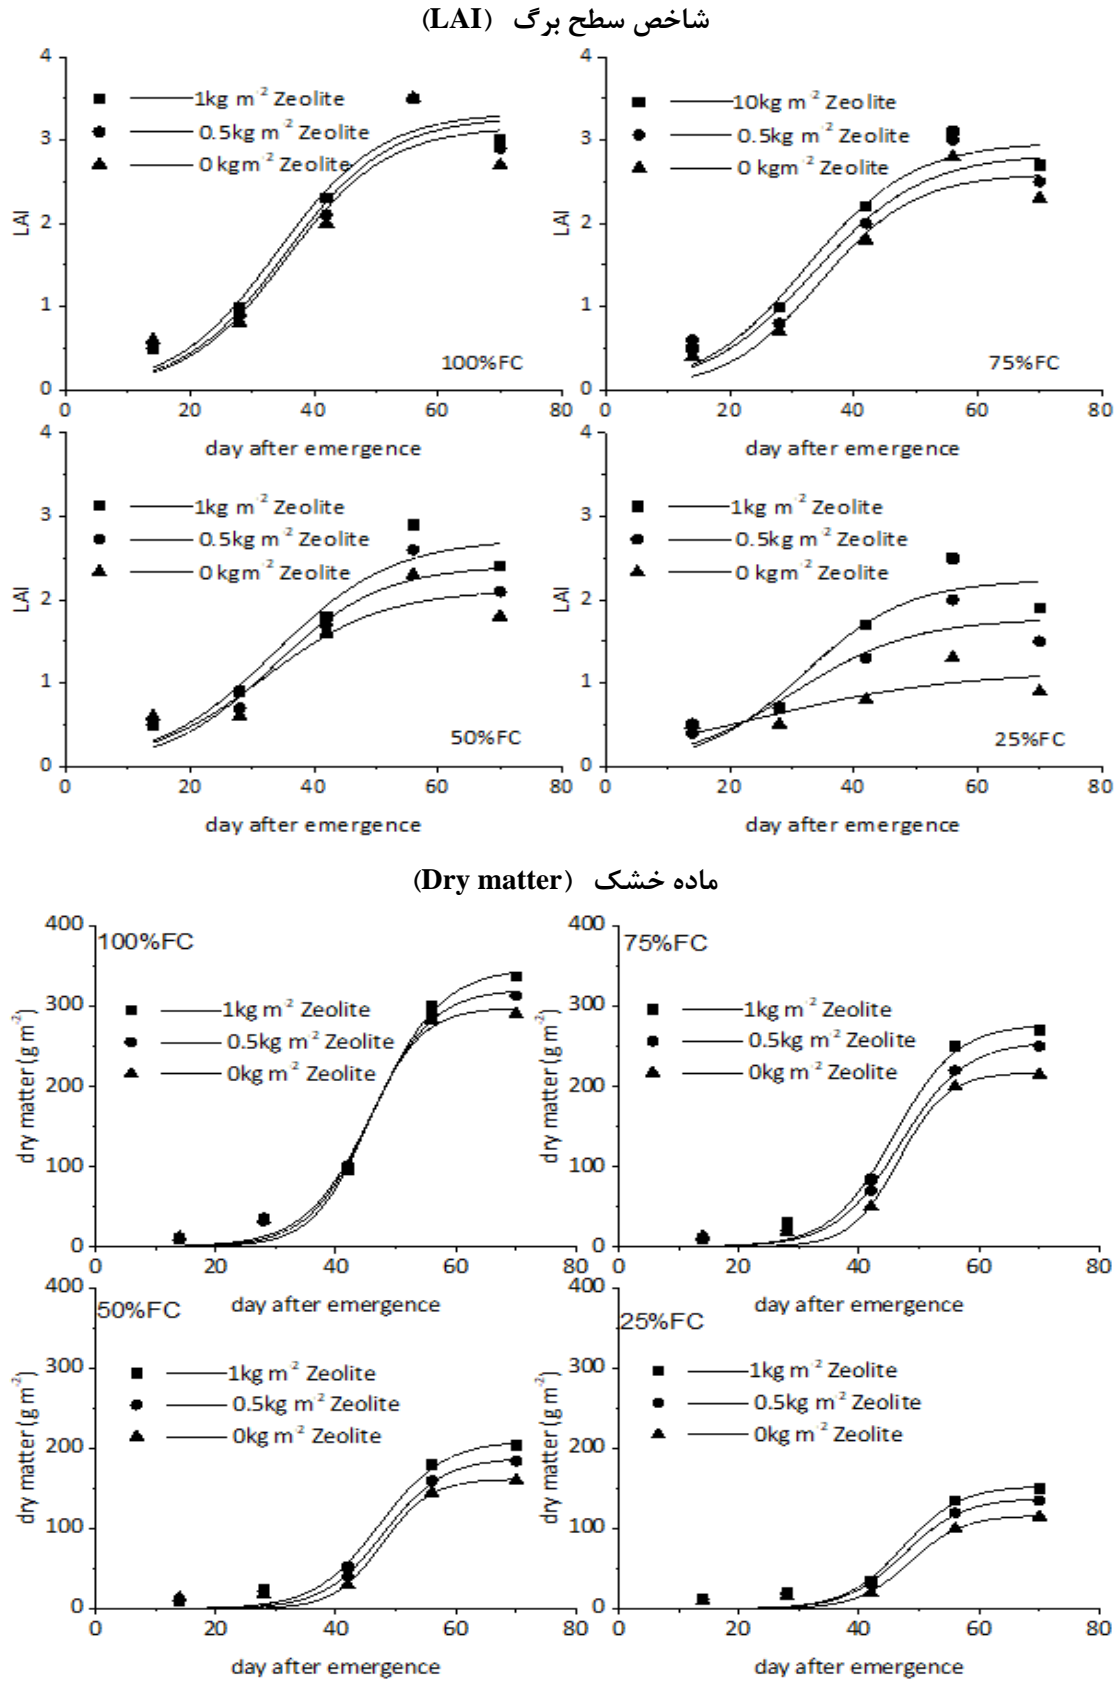 شاخص سطح برگ (LAI)
4
3
2
1
0
LAI
1kg m-2 Zeolite
0.5kg m-2 Zeolite
0 kgm-2 Zeolite
100%FC
0 20 40 60 80
day after emergence
4
3
2
1
0
LAI
10kg m-2 Zeolite
0.5kg m-2 Zeolite
0 kgm-2 Zeolite
75%FC
0 20 40 60 80
day after emergence
4
3
2
1
0
LAI
1kg m-2 Zeolite
0.5kg m-2 Zeolite
0 kgm-2 Zeolite
50%FC
0 20 40 60 80
day after emergence
4
3
2
1
0
LAI
1kg m-2 Zeolite
0.5kg m-2 Zeolite
0 kgm-2 Zeolite
25%FC
0 20 40 60 80
day after emergence
ماده خشک (Dry matter)
400
300
200
100
0
dry matter (g m-2)
100%FC
1kg m-2 Zeolite
0.5kg m-2 Zeolite
0kg m-2 Zeolite
0 20 40 60 80
day after emergence
400
300
200
100
0
dry matter (g m-2)
75%FC
1kg m-2 Zeolite
0.5kg m-2 Zeolite
0kg m-2 Zeolite
0 20 40 60 80
day after emergence
400
300
200
100
0
dry matter (g m-2)
50%FC
1kg m-2 Zeolite
0.5kg m-2 Zeolite
0kg m-2 Zeolite
0 20 40 60 80
day after emergence
400
300
200
100
0
dry matter (g m-2)
25%FC
1kg m-2 Zeolite
0.5kg m-2 Zeolite
0kg m-2 Zeolite
0 20 40 60 80
day after emergence